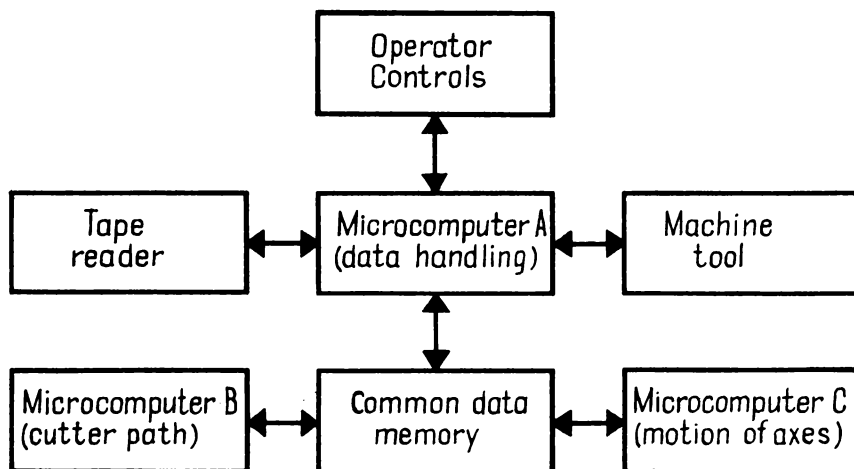 Operator
Controls
Tape
reader
Microcomputer A
(data handling)
Machine
tool
Microcomputer B
(cutter path)
Common data
memory
Microcomputer C
(motion of axes)